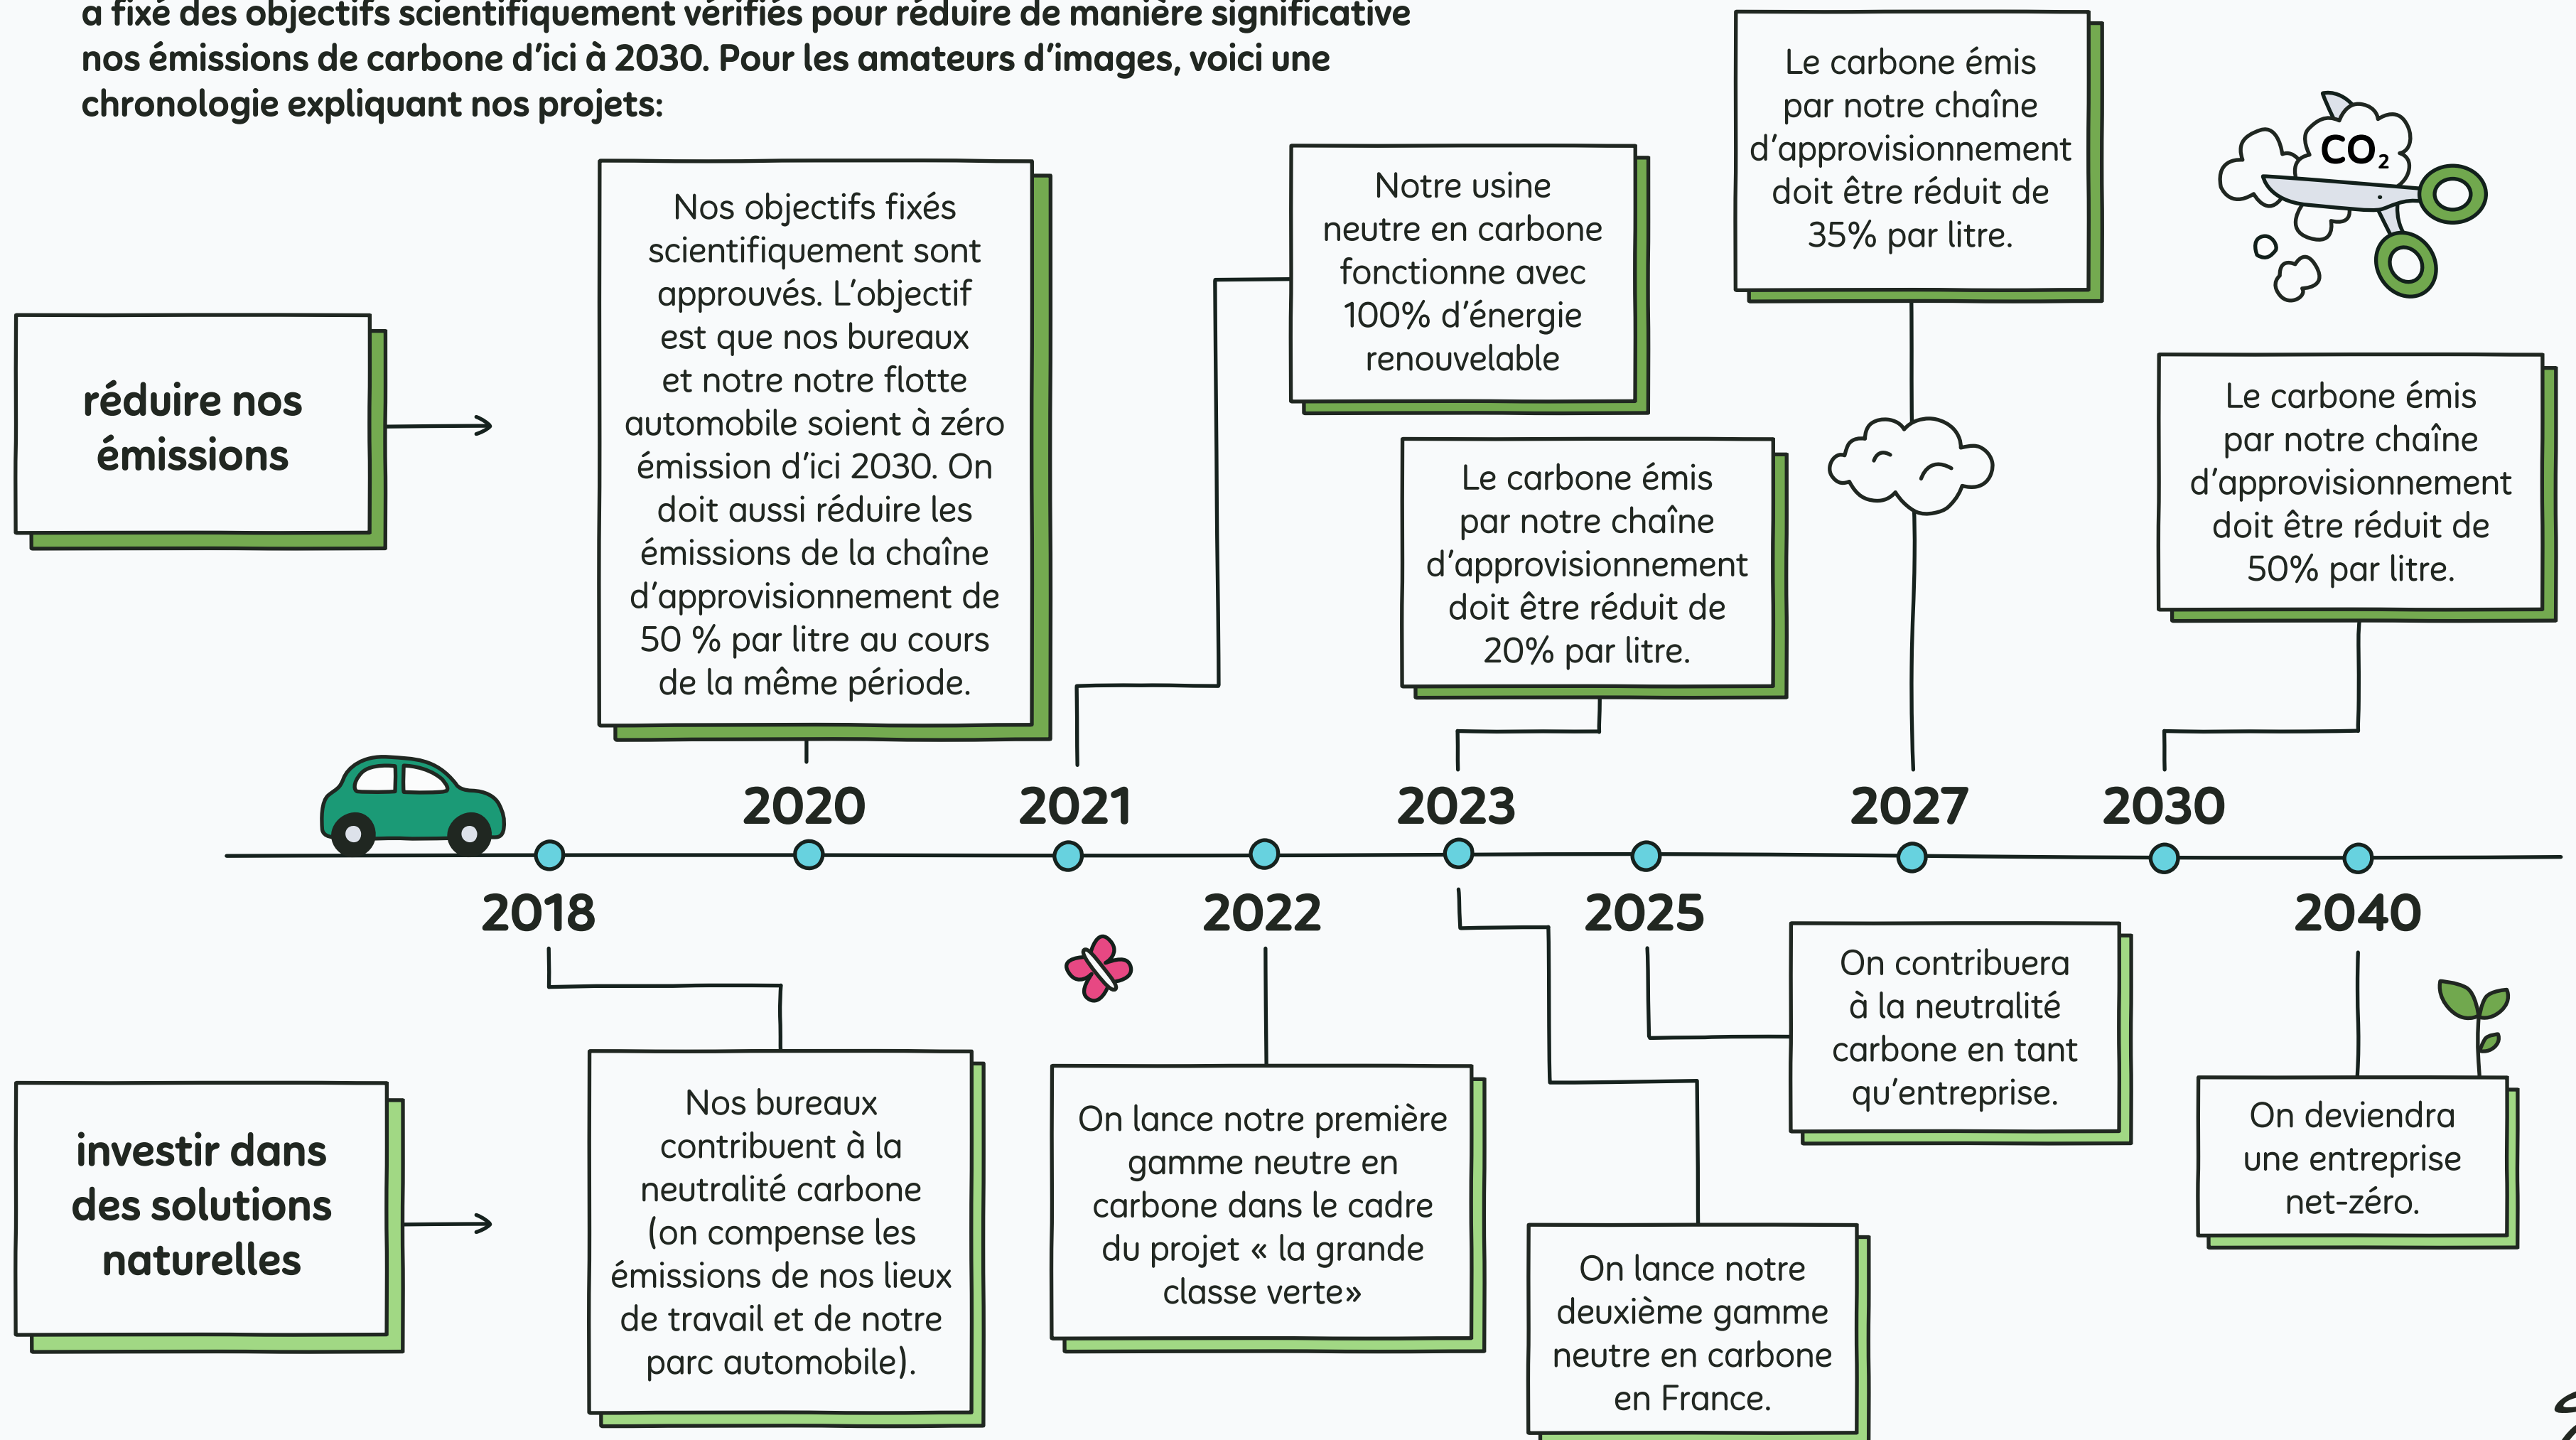 a fixé des objectifs scientifiquement vérifiés pour réduire de manière significative
nos émissions de carbone d'ici à 2030. Pour les amateurs d'images, voici une
chronologie expliquant nos projets:
réduire nos
émissions
Nos objectifs fixés
scientifiquement sont
approuvés. L'objectif
est que nos bureaux
et notre notre flotte
automobile soient à zéro
émission d'ici 2030. On
doit aussi réduire les
émissions de la chaîne
d'approvisionnement de
50 % par litre au cours
de la même période.
Notre usine
neutre en carbone
fonctionne avec
100% d'énergie
renouvelable
Le carbone émis
par notre chaîne
d'approvisionnement
doit être réduit de
20% par litre.
Le carbone émis
par notre chaîne
d'approvisionnement
doit être réduit de
35% par litre.
CO₂
Le carbone émis
par notre chaîne
d'approvisionnement
doit être réduit de
50% par litre.
2020
2021
2023
2027
2030
2018
2022
2025
2040
investir dans
des solutions
naturelles
Nos bureaux
contribuent à la
neutralité carbone
(on compense les
émissions de nos lieux
de travail et de notre
parc automobile).
On lance notre première
gamme neutre en
carbone dans le cadre
du projet « la grande
classe verte»
On lance notre
deuxième gamme
neutre en carbone
en France.
On contribuera
à la neutralité
carbone en tant
qu'entreprise.
On deviendra
une entreprise
net-zéro.